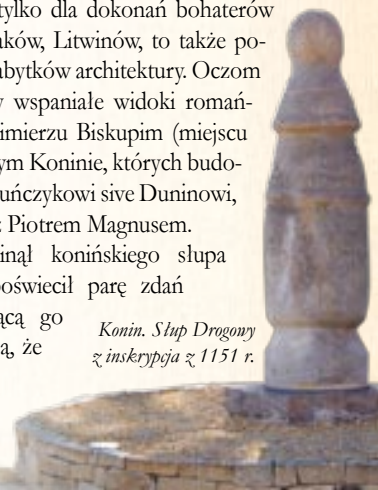 tylko dla dokonań bohaterów
aków, Litwinów, to także po-
abytków architektury. Oczom
wspaniałe widoki romań-
imierzu Biskupim (miejscu
ym Koninie, których budo-
uńczykowi sive Duninowi,
z Piotrem Magnusem.
inął konińskiego słupa
poświecił parę zdań
ącą go
ą, że
Konin. Słup Drogowy
z inskrypcja z 1151 r.